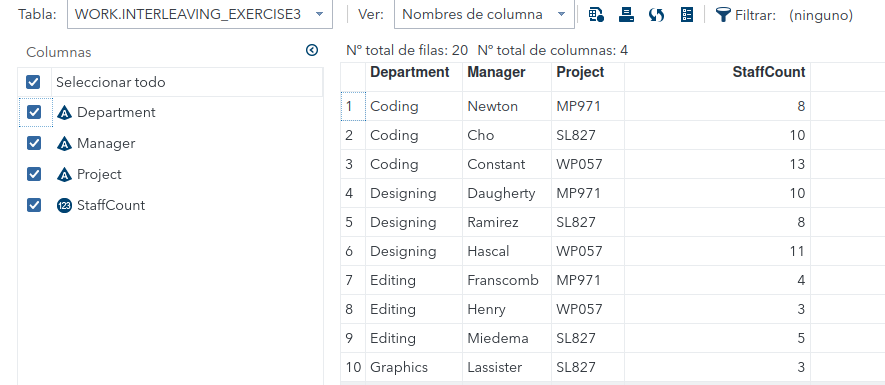 Tabla: WORK.INTERLEAVING_EXERCISE3 Ver: Nombres de columna Filtrar: (ninguno)
Columnas
Seleccionar todo
Department
Manager
Project
123 StaffCount
Nº total de filas: 20 Nº total de columnas: 4
Department Manager Project StaffCount
1 Coding Newton MP971 8
2 Coding Cho SL827 10
3 Coding Constant WP057 13
4 Designing Daugherty MP971 10
5 Designing Ramirez SL827 8
6 Designing Hascal WP057 11
7 Editing Franscomb MP971 4
8 Editing Henry WP057 3
9 Editing Miedema SL827 5
10 Graphics Lassister SL827 3